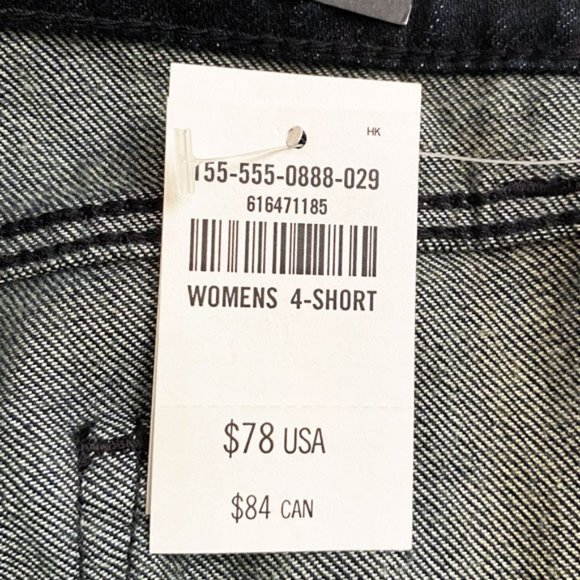 HK
155-555-0888-029
616471185
WOMENS 4-SHORT
$78 USA
$84 CAN